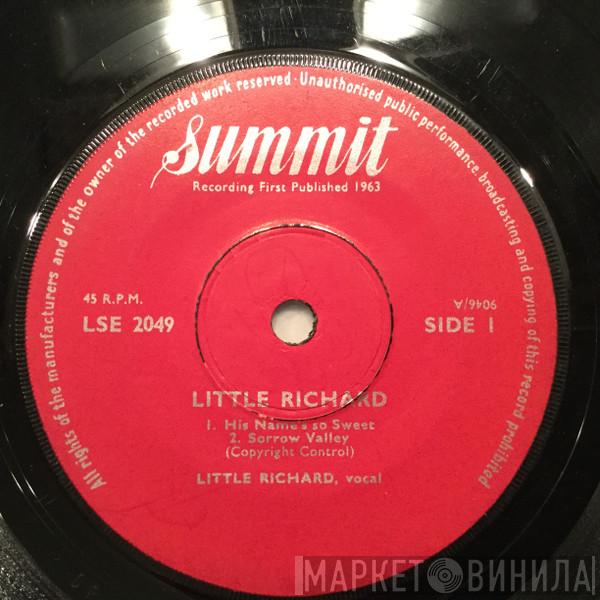 All rights of the manufacturers and of the owner of the recorded work reserved · Unauthorised public performance, broadcasting and copying of this record prohibited
Summit
Recording First Published 1963
45 R.P.M.
LSE 2049
9046/A
SIDE 1
LITTLE RICHARD
1. His Name's so Sweet
2. Sorrow Valley
(Copyright Control)
LITTLE RICHARD, vocal
МАРКЕТ ВИНИЛА